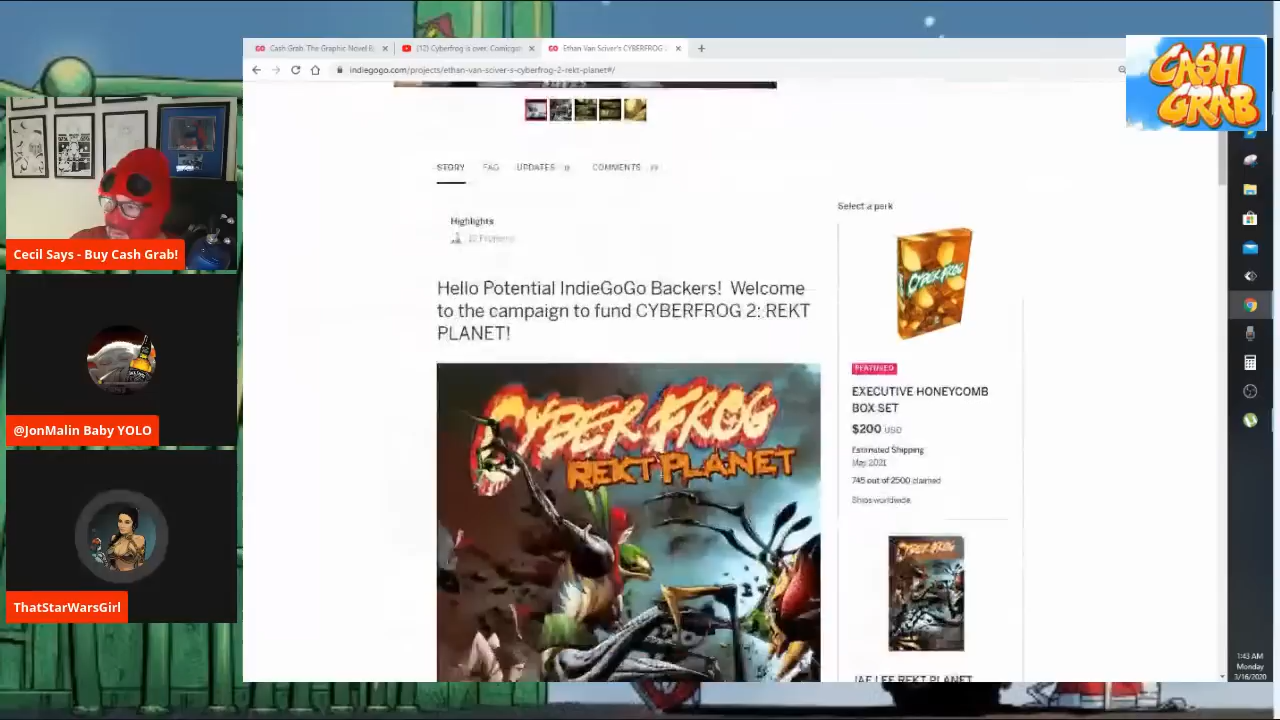 Cash Grab. The Graphic Novel B
(12) Cyberfrog is over. Comicsg
Ethan Van Sciver's CYBERFROG
indiegogo.com/projects/ethan-van-sciver-s-cyberfrog-2-rekt-planet#/
CASH
GRAB
STORY FAQ UPDATES 0 COMMENTS
Select a perk
Highlights
Cecil Says - Buy Cash Grab!
Hello Potential IndieGoGo Backers! Welcome
to the campaign to fund CYBERFROG 2: REKT
PLANET!
CYBERFROG
FEATURED
EXECUTIVE HONEYCOMB
BOX SET
$200 USD
Estimated Shipping
May 2021
745 out of 2500 claimed
Ships worldwide
CYBERFROG
REKT PLANET
@JonMalin Baby YOLO
CYBERFROG
ThatStarWarsGirl
JAE LEE REKT PLANET
1:43 AM
Monday
3/16/2020